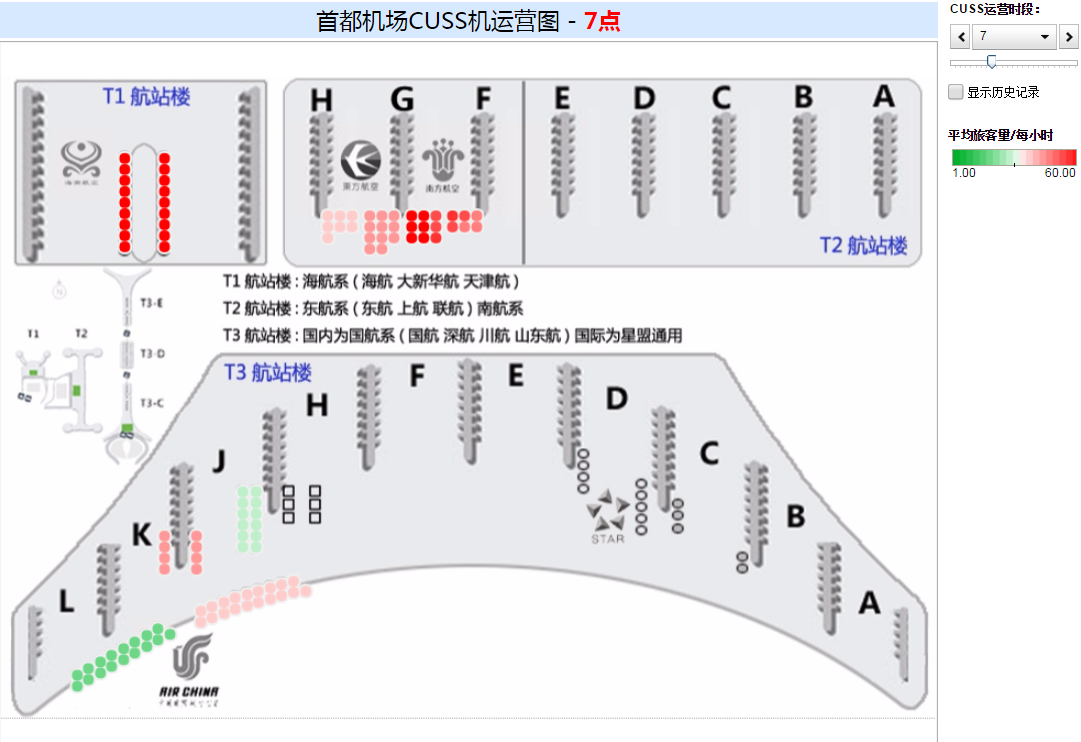 首都机场CUSS机运营图 - 7点
CUSS运营时段：
7
显示历史记录
平均旅客量/每小时
1.00 60.00
T1 航站楼
海南航空
H G F E D C B A
东方航空
南方航空
T2 航站楼
T1 航站楼：海航系 ( 海航 大新华航 天津航 )
T2 航站楼：东航系 ( 东航 上航 联航 ) 南航系
T3 航站楼：国内为国航系 ( 国航 深航 川航 山东航 ) 国际为星盟通用
N
T3-E
T1 T2
T3-D
T3-C
T3 航站楼
F E
H D
J C
K B
STAR
L A
AIR CHINA